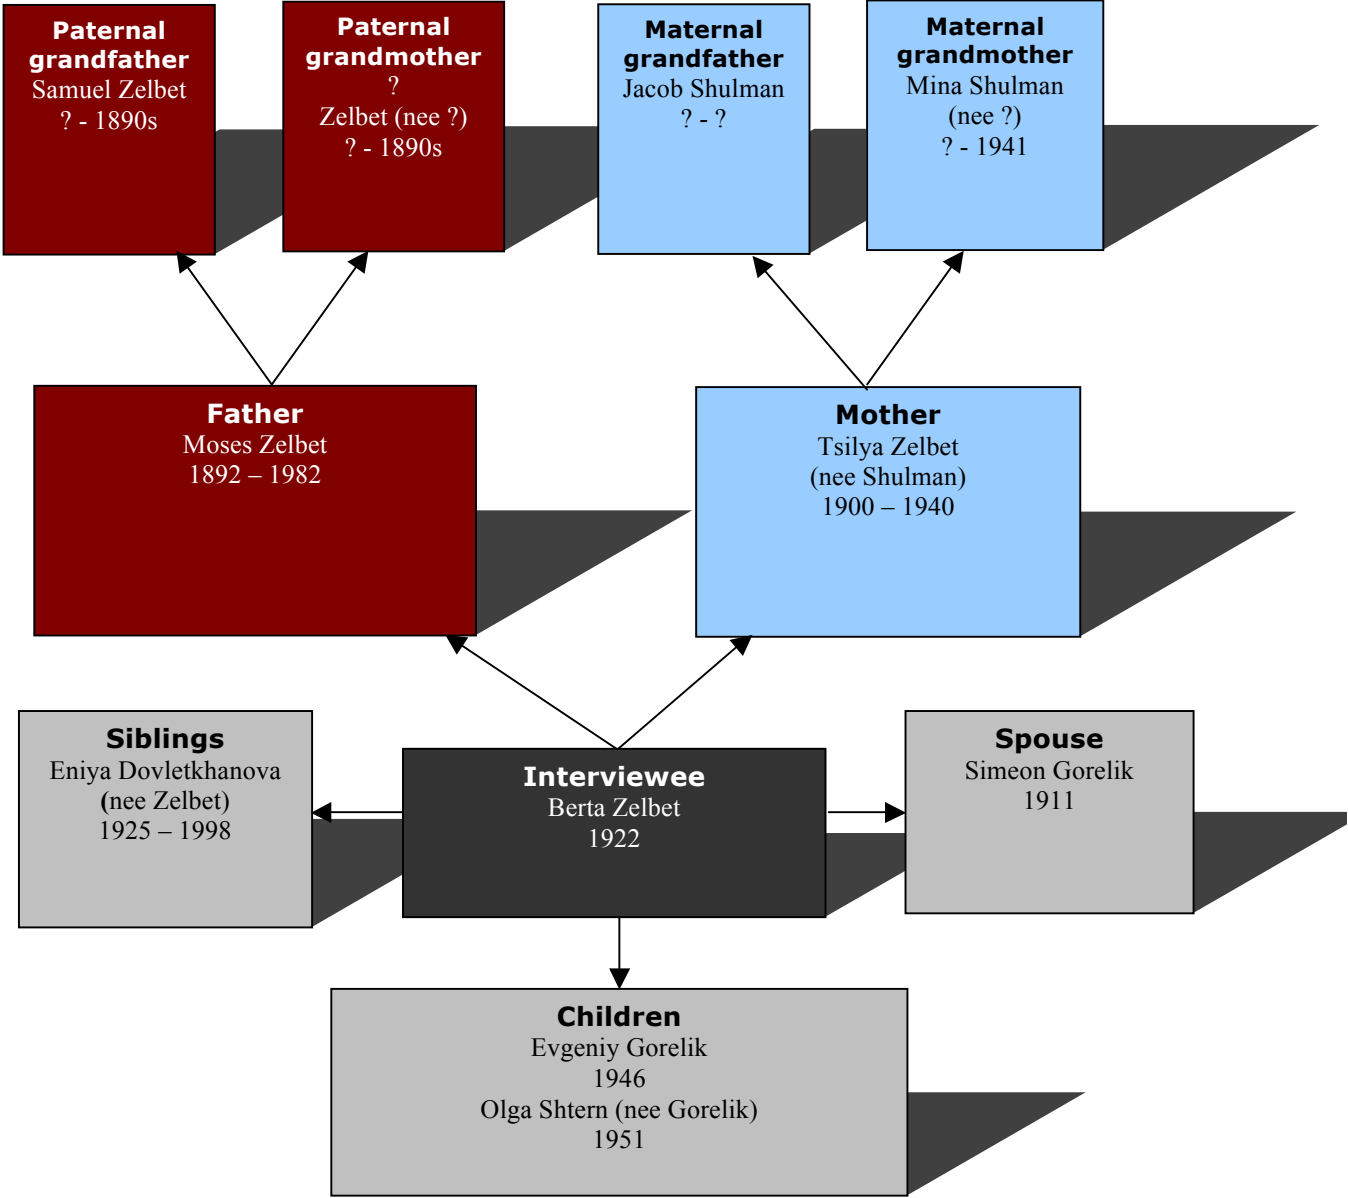 Paternal
grandfather
Samuel Zelbet
? - 1890s
Paternal
grandmother
?
Zelbet (nee ?)
? - 1890s
Maternal
grandfather
Jacob Shulman
? - ?
Maternal
grandmother
Mina Shulman
(nee ?)
? - 1941
Father
Moses Zelbet
1892 – 1982
Mother
Tsilya Zelbet
(nee Shulman)
1900 – 1940
Siblings
Eniya Dovletkhanova
(nee Zelbet)
1925 – 1998
Interviewee
Berta Zelbet
1922
Spouse
Simeon Gorelik
1911
Children
Evgeniy Gorelik
1946
Olga Shtern (nee Gorelik)
1951